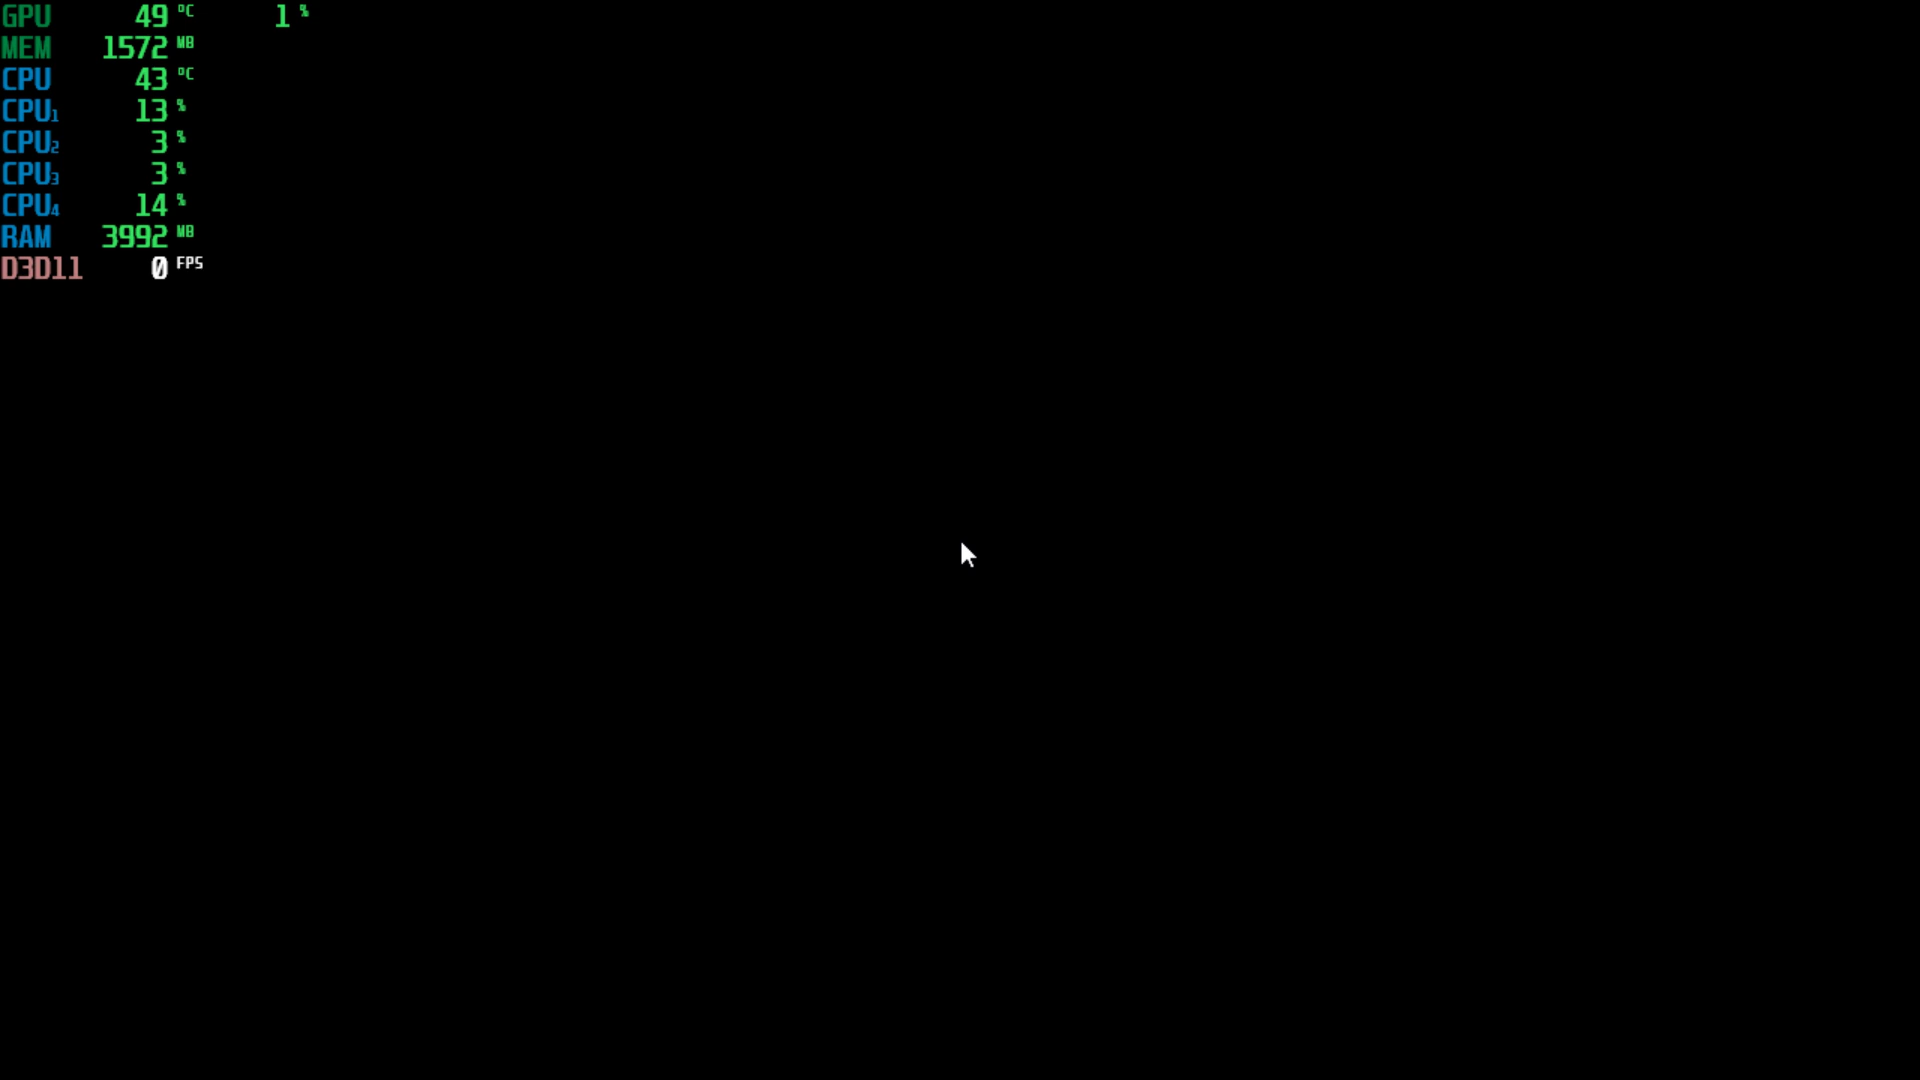 GPU 49 °C 1 %
MEM 1572 MB
CPU 43 °C
CPU1 13 %
CPU2 3 %
CPU3 3 %
CPU4 14 %
RAM 3992 MB
D3D11 0 FPS